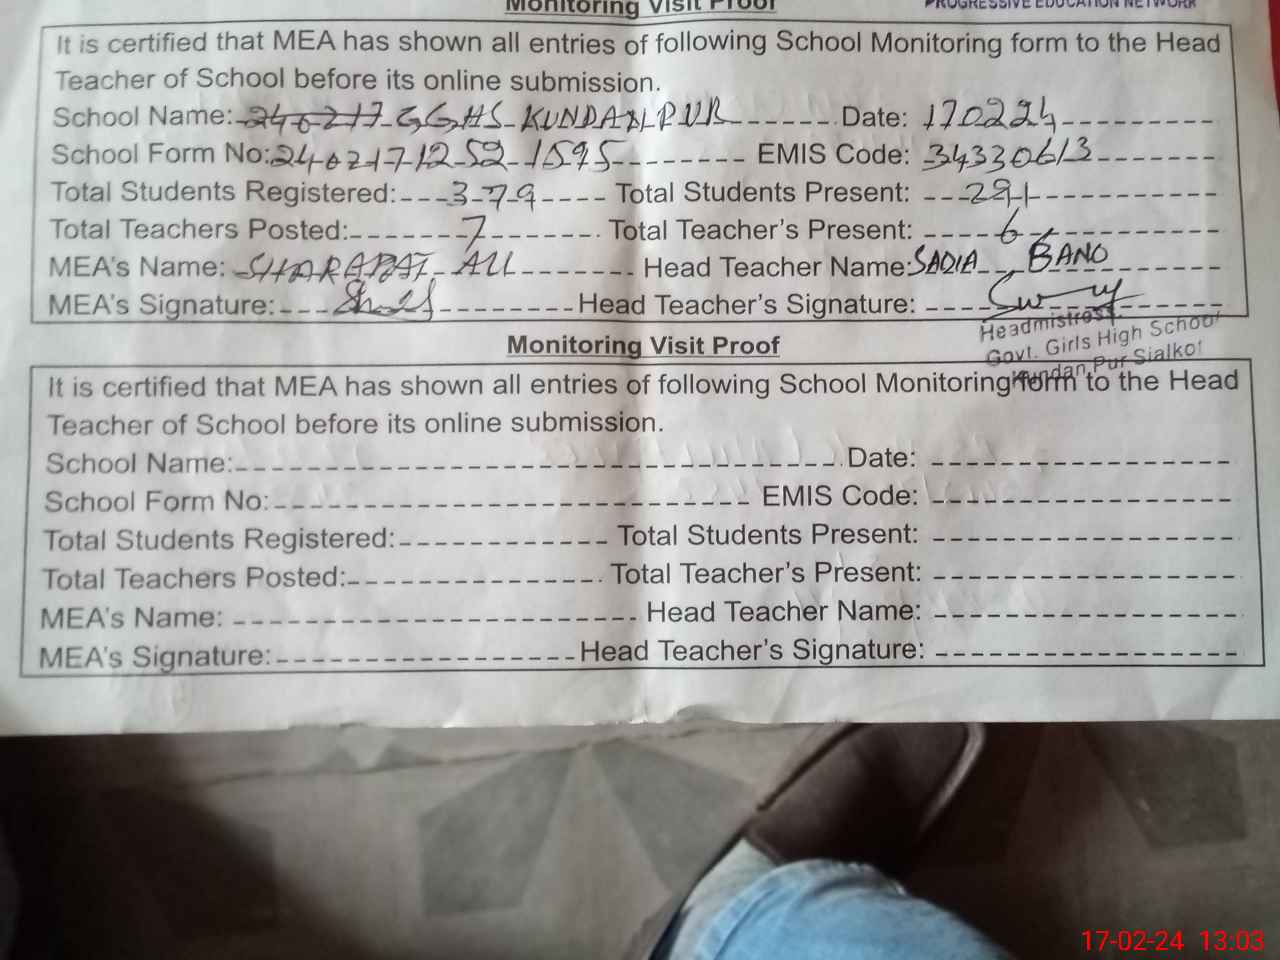 Monitoring Visit Proof
PROGRESSIVE EDUCATION NETWORK
It is certified that MEA has shown all entries of following School Monitoring form to the Head
Teacher of School before its online submission.
School Name: 240217 GGHS KUNDANPUR Date: 170224
School Form No: 24021712521595 EMIS Code: 34330613
Total Students Registered: 379 Total Students Present: 291
Total Teachers Posted: 7 Total Teacher's Present: 6
MEA's Name: ALI Head Teacher Name: SADIA BANO
MEA's Signature: Head Teacher's Signature:
Headmistress
Govt. Girls High School
Kundan Pur Sialkot
Monitoring Visit Proof
It is certified that MEA has shown all entries of following School Monitoring form to the Head
Teacher of School before its online submission.
School Name: Date:
School Form No: EMIS Code:
Total Students Registered: Total Students Present:
Total Teachers Posted: Total Teacher's Present:
MEA's Name: Head Teacher Name:
MEA's Signature: Head Teacher's Signature:
17-02-24 13:03